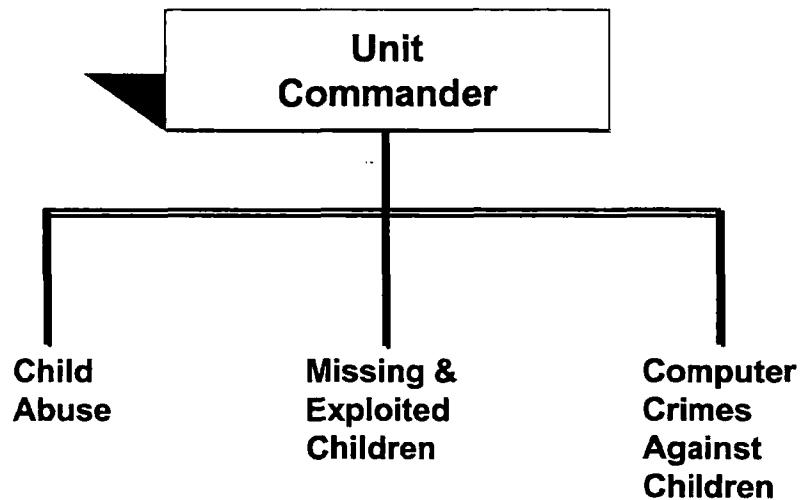 Unit
Commander
Child
Abuse
Missing &
Exploited
Children
Computer
Crimes
Against
Children